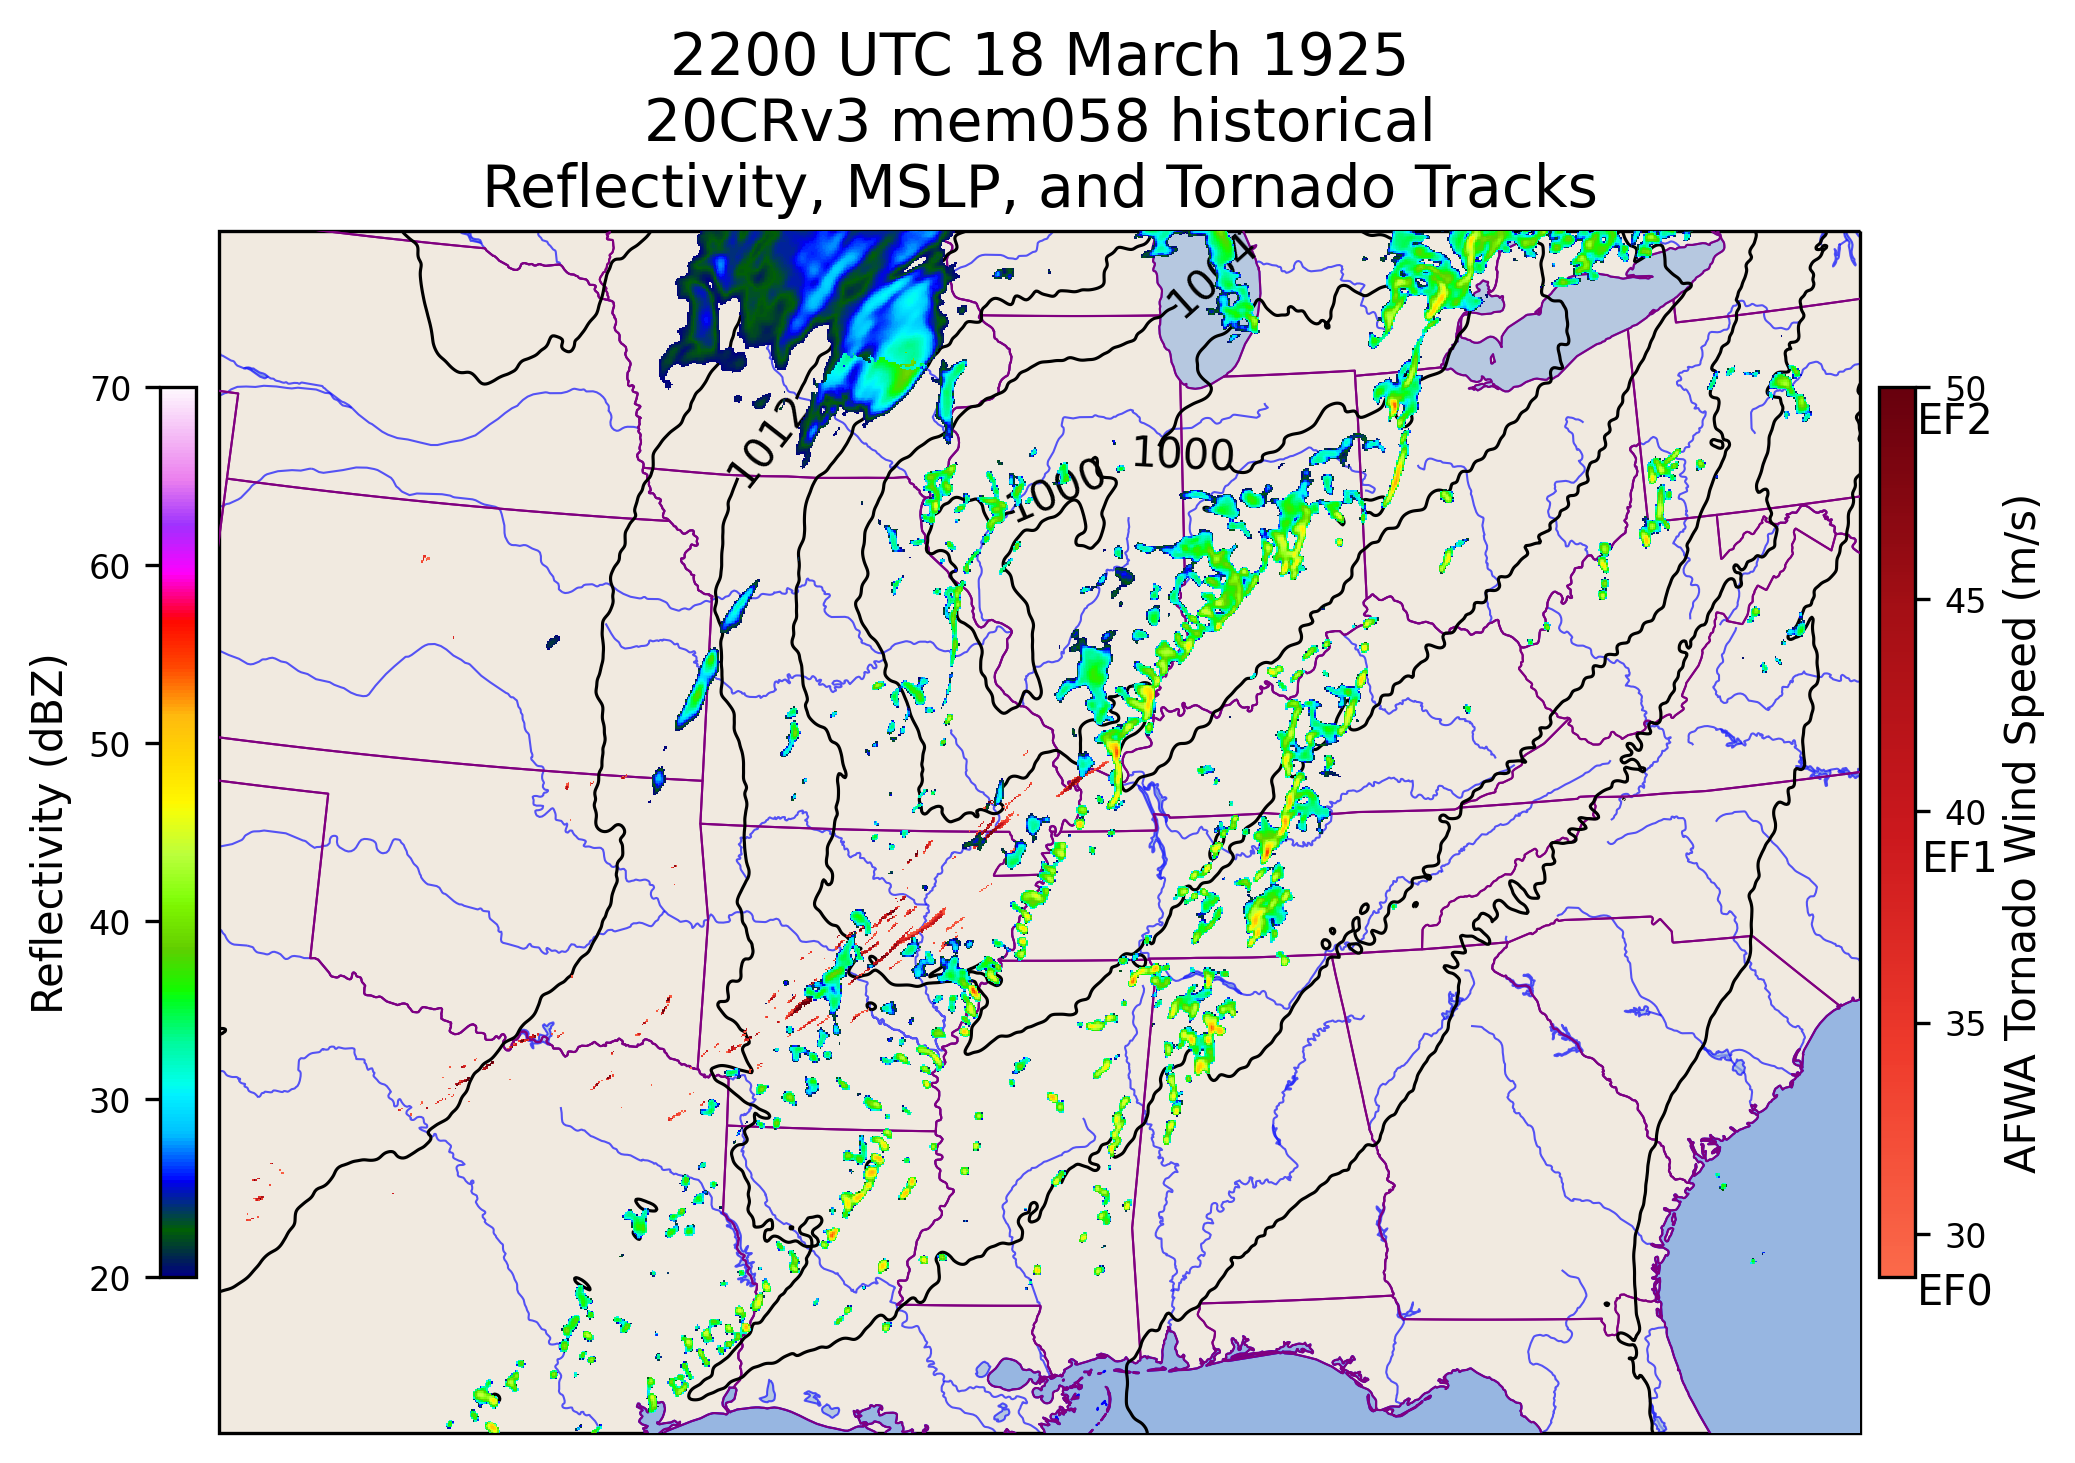 2200 UTC 18 March 1925
20CRv3 mem058 historical
Reflectivity, MSLP, and Tornado Tracks
1004
1012
1000
1000
Reflectivity (dBZ)
70
60
50
40
30
20
50
EF2
45
40
EF1
35
30
EF0
AFWA Tornado Wind Speed (m/s)